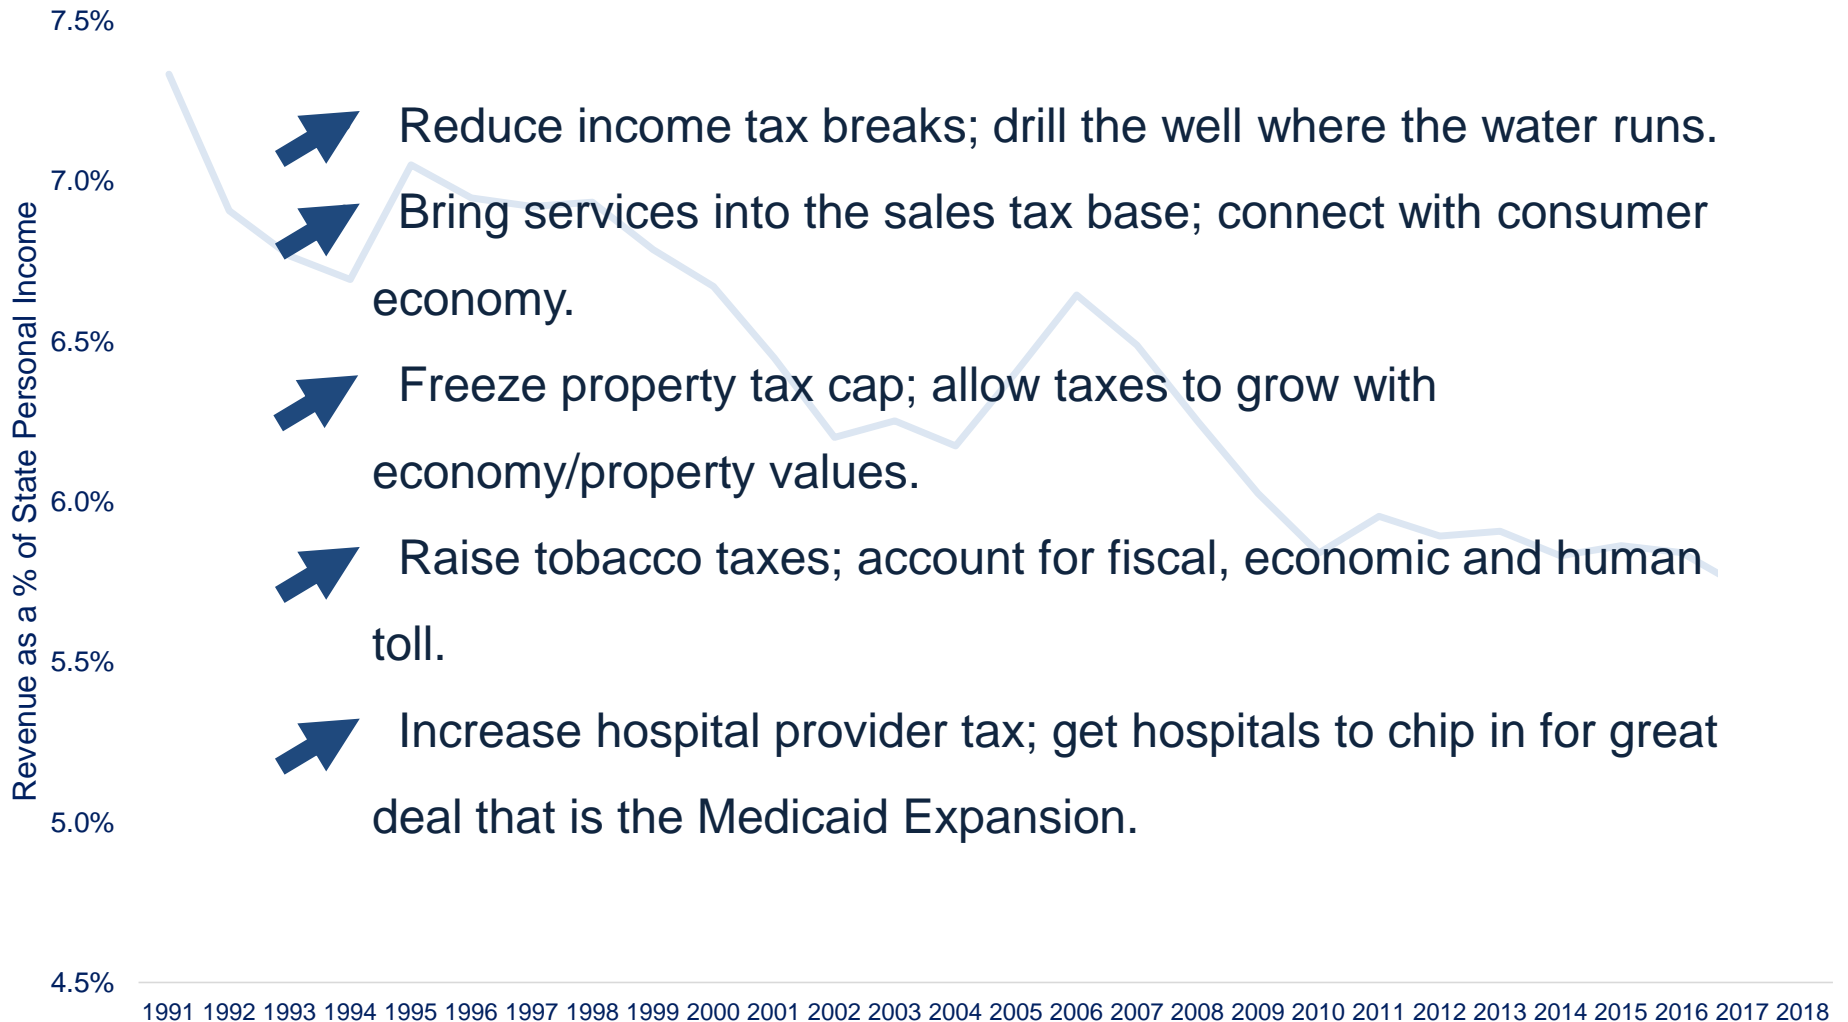 7.5%
7.0%
6.5%
6.0%
5.5%
5.0%
4.5%
Revenue as a % of State Personal Income
Reduce income tax breaks; drill the well where the water runs.
Bring services into the sales tax base; connect with consumer
economy.
Freeze property tax cap; allow taxes to grow with
economy/property values.
Raise tobacco taxes; account for fiscal, economic and human
toll.
Increase hospital provider tax; get hospitals to chip in for great
deal that is the Medicaid Expansion.
1991 1992 1993 1994 1995 1996 1997 1998 1999 2000 2001 2002 2003 2004 2005 2006 2007 2008 2009 2010 2011 2012 2013 2014 2015 2016 2017 2018